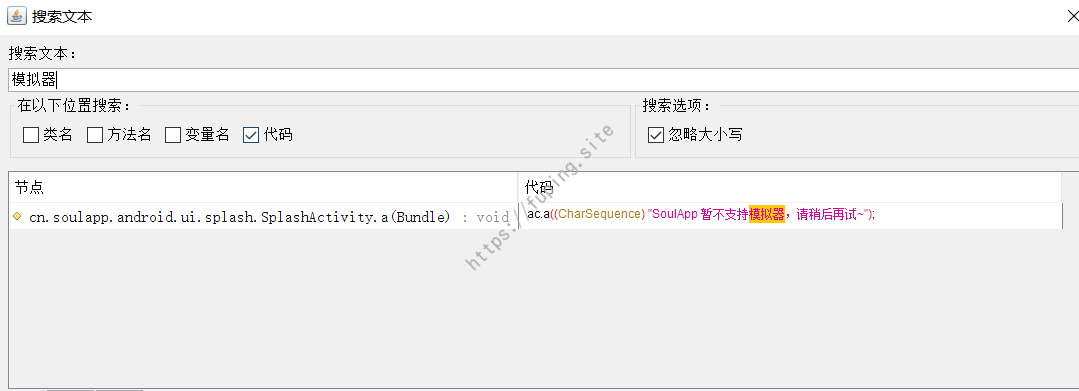 搜索文本
搜索文本：
模拟器
在以下位置搜索：
类名 方法名 变量名 代码
搜索选项：
忽略大小写
节点 代码
cn.soulapp.android.ui.splash.SplashActivity.a(Bundle) : void ac.a((CharSequence) "SoulApp 暂不支持模拟器，请稍后再试~");
https://fuping.site